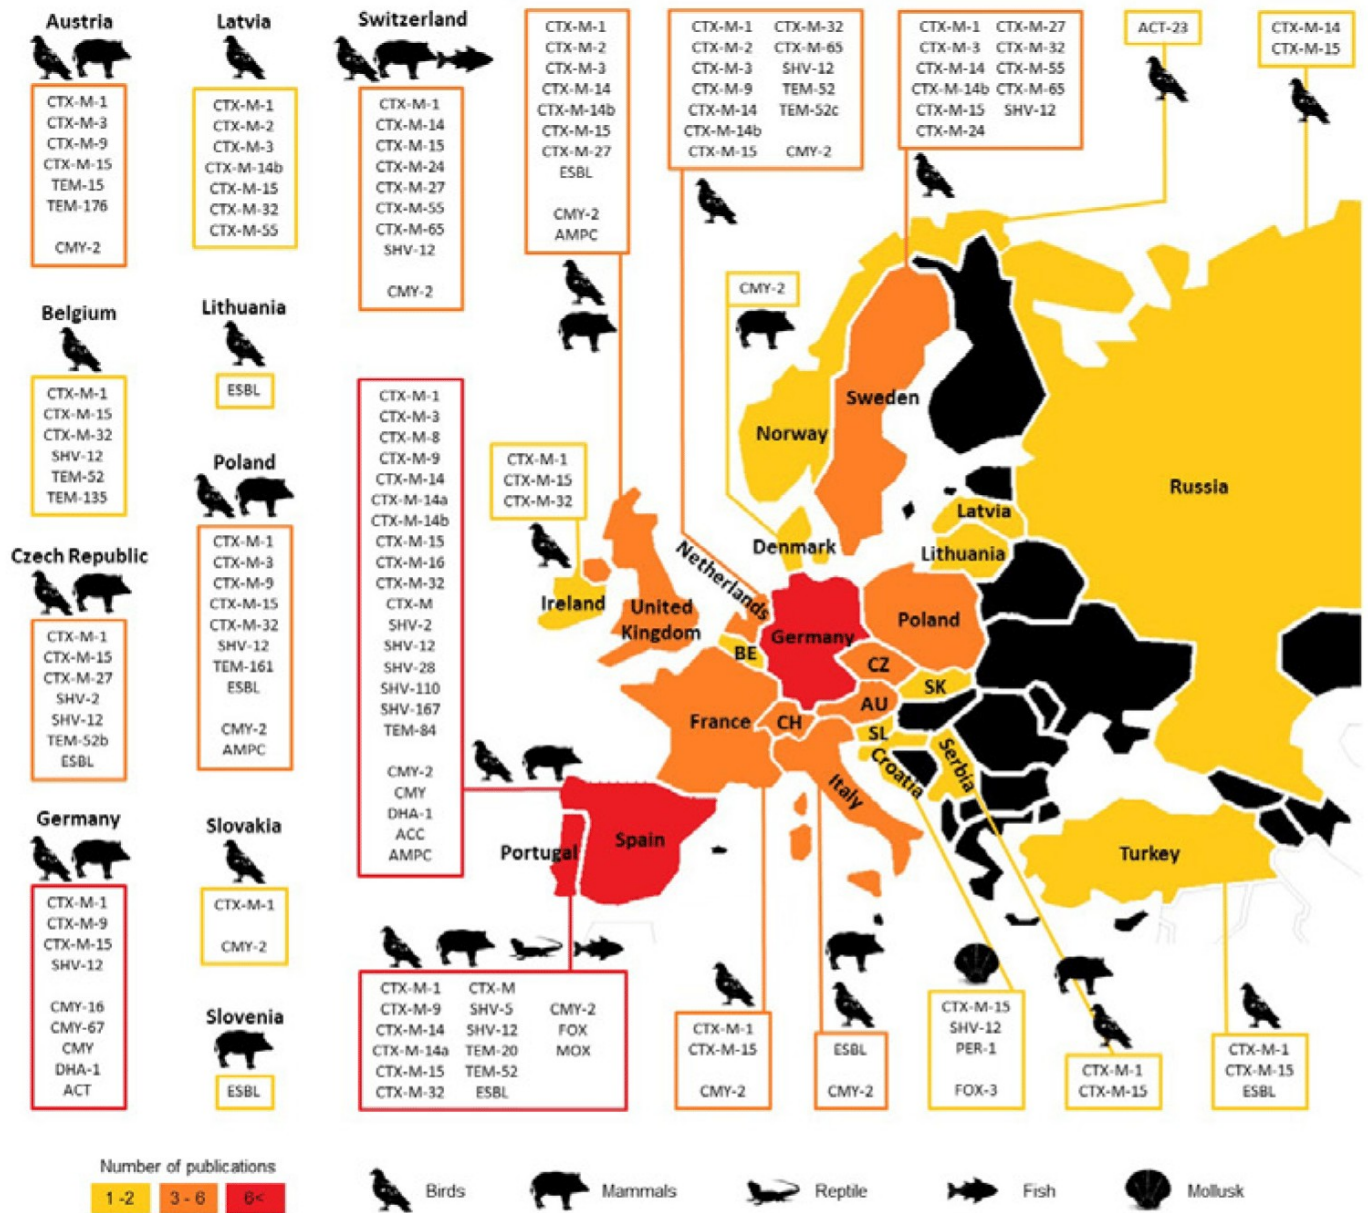 Austria
CTX-M-1
CTX-M-3
CTX-M-9
CTX-M-15
TEM-15
TEM-176
CMY-2
Belgium
CTX-M-1
CTX-M-15
CTX-M-32
SHV-12
TEM-52
TEM-135
Czech Republic
CTX-M-1
CTX-M-15
CTX-M-27
SHV-2
SHV-12
TEM-52b
ESBL
Germany
CTX-M-1
CTX-M-9
CTX-M-15
SHV-12
CMY-16
CMY-67
CMY
DHA-1
ACT
Latvia
CTX-M-1
CTX-M-2
CTX-M-3
CTX-M-14b
CTX-M-15
CTX-M-32
CTX-M-55
Lithuania
ESBL
Poland
CTX-M-1
CTX-M-3
CTX-M-9
CTX-M-15
CTX-M-32
SHV-12
TEM-161
ESBL
CMY-2
AMPC
Slovakia
CTX-M-1
CMY-2
Slovenia
ESBL
Switzerland
CTX-M-1
CTX-M-14
CTX-M-15
CTX-M-24
CTX-M-27
CTX-M-55
CTX-M-65
SHV-12
CMY-2
CTX-M-1
CTX-M-3
CTX-M-8
CTX-M-9
CTX-M-14
CTX-M-14a
CTX-M-14b
CTX-M-15
CTX-M-16
CTX-M-32
CTX-M
SHV-2
SHV-12
SHV-28
SHV-110
SHV-167
TEM-84
CMY-2
CMY
DHA-1
ACC
AMPC
CTX-M-1
CTX-M-2
CTX-M-3
CTX-M-14
CTX-M-14b
CTX-M-15
CTX-M-27
ESBL
CMY-2
AMPC
CTX-M-1 CTX-M-32
CTX-M-2 CTX-M-65
CTX-M-3 SHV-12
CTX-M-9 TEM-52
CTX-M-14 TEM-52c
CTX-M-14b
CTX-M-15 CMY-2
CTX-M-1 CTX-M-27
CTX-M-3 CTX-M-32
CTX-M-14 CTX-M-55
CTX-M-14b CTX-M-65
CTX-M-15 SHV-12
CTX-M-24
ACT-23
CTX-M-14
CTX-M-15
CMY-2
CTX-M-1
CTX-M-15
CTX-M-32
Norway
Sweden
Russia
Latvia
Lithuania
Denmark
Netherlands
Ireland
United
Kingdom
Germany
Poland
BE
CZ
SK
France
CH
AU
SL
Croatia
Serbia
Italy
Portugal
Spain
Turkey
CTX-M-1 CTX-M
CTX-M-9 SHV-5 CMY-2
CTX-M-14 SHV-12 FOX
CTX-M-14a TEM-20 MOX
CTX-M-15 TEM-52
CTX-M-32 ESBL
CTX-M-1
CTX-M-15
CMY-2
ESBL
CMY-2
CTX-M-15
SHV-12
PER-1
FOX-3
CTX-M-1
CTX-M-15
CTX-M-1
CTX-M-15
ESBL
Number of publications
1 -2
3 - 6
6<
Birds
Mammals
Reptile
Fish
Mollusk